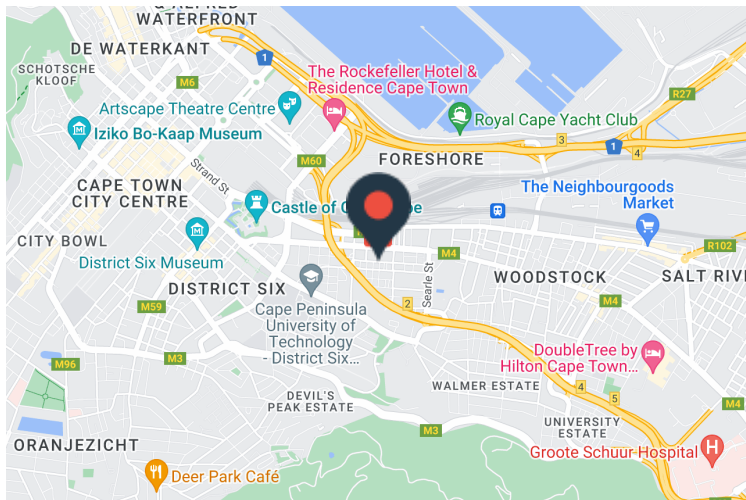 & ALFRED
WATERFRONT
DE WATERKANT
1
SCHOTSCHE
KLOOF
M6
The Rockefeller Hotel &
Residence Cape Town
R27
Artscape Theatre Centre
Royal Cape Yacht Club
Iziko Bo-Kaap Museum
3
1
4
M60
FORESHORE
Strand St
CAPE TOWN
CITY CENTRE
The Neighbourgoods
Market
Castle of
CITY BOWL
R102
District Six Museum
M4
Searle St
WOODSTOCK
SALT RIV
DISTRICT SIX
M59
2
M4
Cape Peninsula
University of
Technology
- District Six...
M3
M96
DoubleTree by
Hilton Cape Town...
WALMER ESTATE
4
5
DEVIL'S
PEAK ESTATE
M4
M3
UNIVERSITY
ESTATE
ORANJEZICHT
Groote Schuur Hospital
H
Deer Park Café